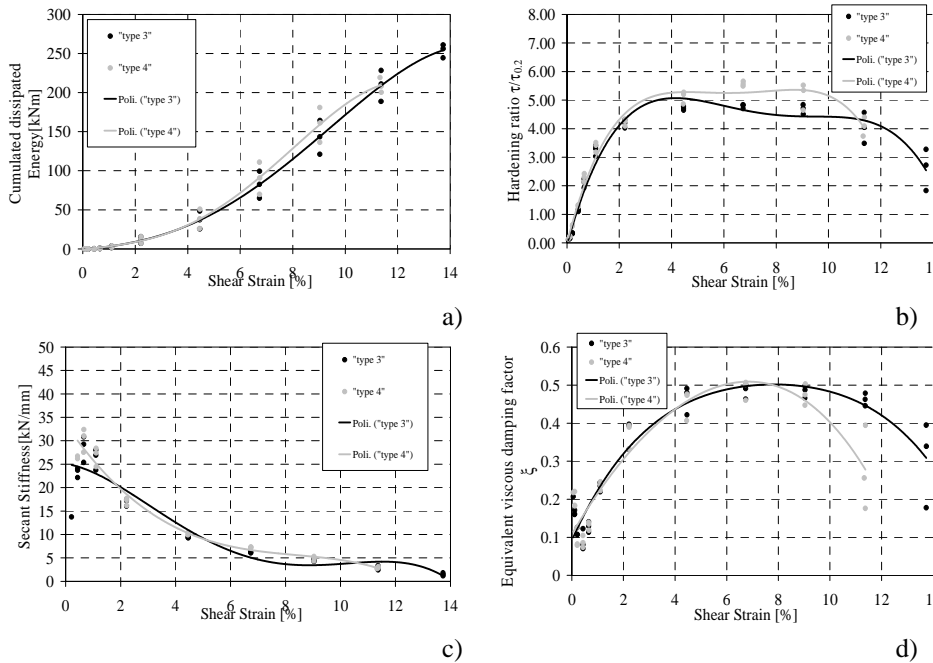 300
250
200
150
100
50
0
0 2 4 6 8 10 12 14
Cumulated dissipated
Energy[kNm]
Shear Strain [%]
"type 3"
"type 4"
Poli. ("type 3")
Poli. ("type 4")
a)
8.00
7.00
6.00
5.00
4.00
3.00
2.00
1.00
0.00
0 2 4 6 8 10 12
Hardening ratio τ/τ0.2
Shear Strain [%]
"type 3"
"type 4"
Poli. ("type 3")
Poli. ("type 4")
b)
50
45
40
35
30
25
20
15
10
5
0
0 2 4 6 8 10 12 14
Secant Stiffness[kN/mm]
Shear Strain [%]
"type 3"
"type 4"
Poli. ("type 3")
Poli. ("type 4")
c)
0.6
0.5
0.4
0.3
0.2
0.1
0
0 2 4 6 8 10 12
Equivalent viscous damping factor
ξ
Shear Strain [%]
"type 3"
"type 4"
Poli. ("type 3")
Poli. ("type 4")
d)